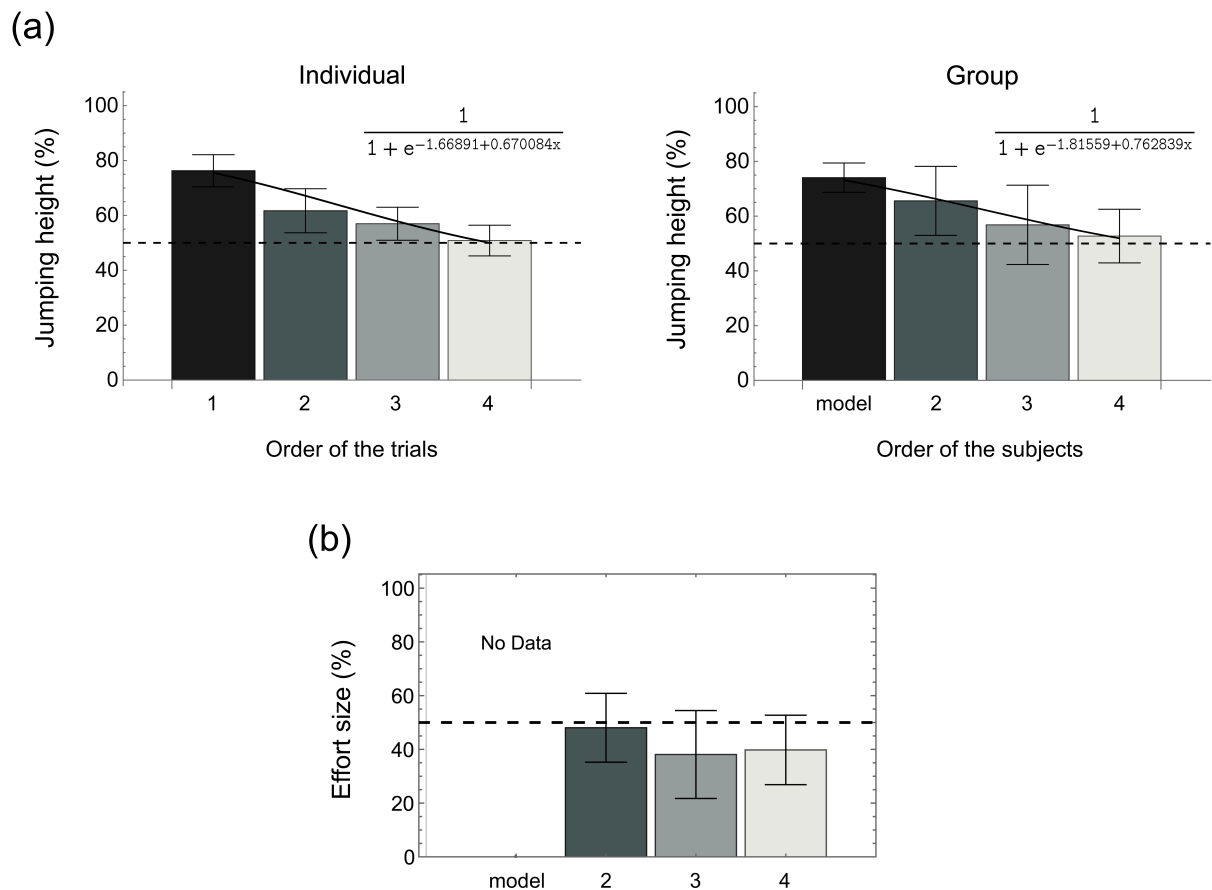 (a)
Individual
Jumping height (%)
100
80
60
40
20
0
1
1 + e^-1.66891+0.670084x
1
2
3
4
Order of the trials
Group
Jumping height (%)
100
80
60
40
20
0
1
1 + e^-1.81559+0.762839x
model
2
3
4
Order of the subjects
(b)
Effort size (%)
100
80
60
40
20
0
No Data
model
2
3
4